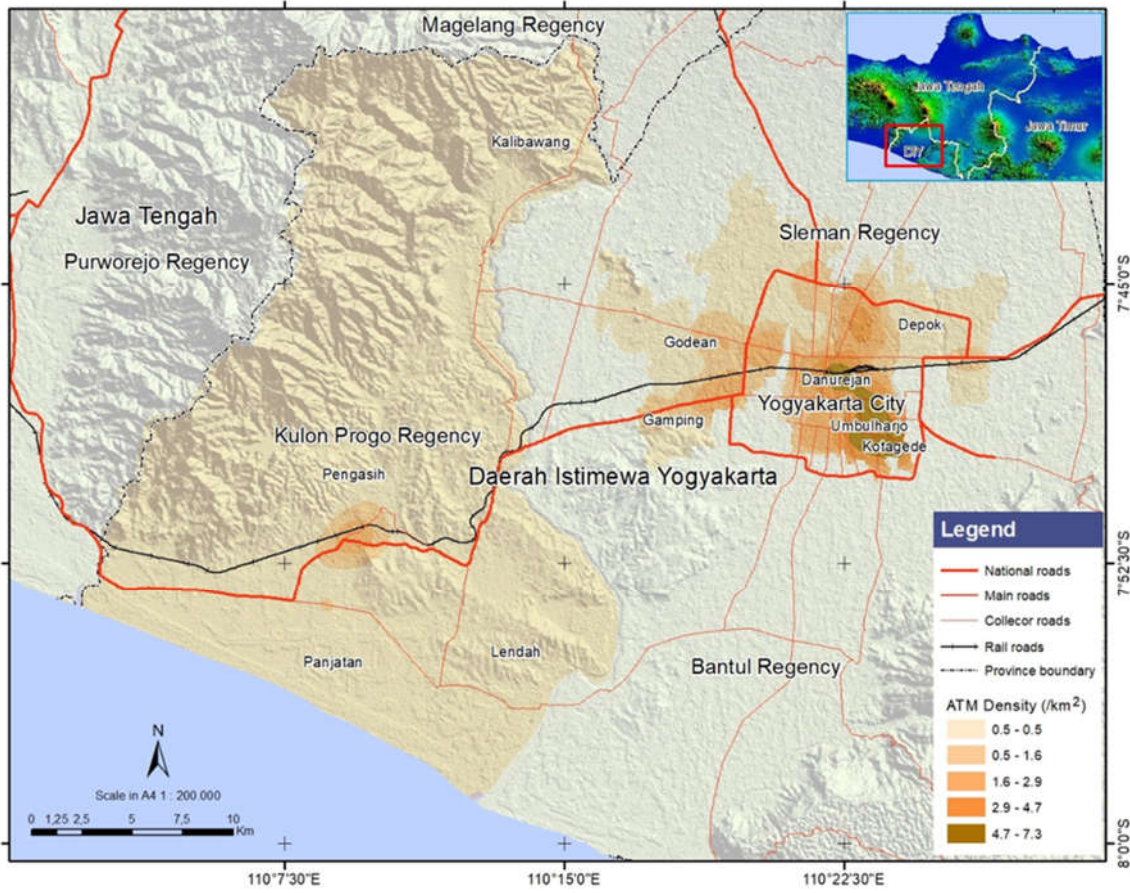 Magelang Regency
Jawa Tengah
Jawa Timur
DIY
Kalibawang
Jawa Tengah
Purworejo Regency
Sleman Regency
7°45'0"S
Godean
Depok
Danurejan
Yogyakarta City
Gamping
Umbulharjo
Kotagede
Kulon Progo Regency
Pengasih
Daerah Istimewa Yogyakarta
7°52'30"S
Panjatan
Lendah
Bantul Regency
N
Scale in A4 1 : 200.000
0 1,25 2,5 5 7,5 10
Km
Legend
National roads
Main roads
Collecor roads
Rail roads
Province boundary
ATM Density (/km²)
0.5 - 0.5
0.5 - 1.6
1.6 - 2.9
2.9 - 4.7
4.7 - 7.3
8°0'0"S
110°7'30"E
110°15'0"E
110°22'30"E